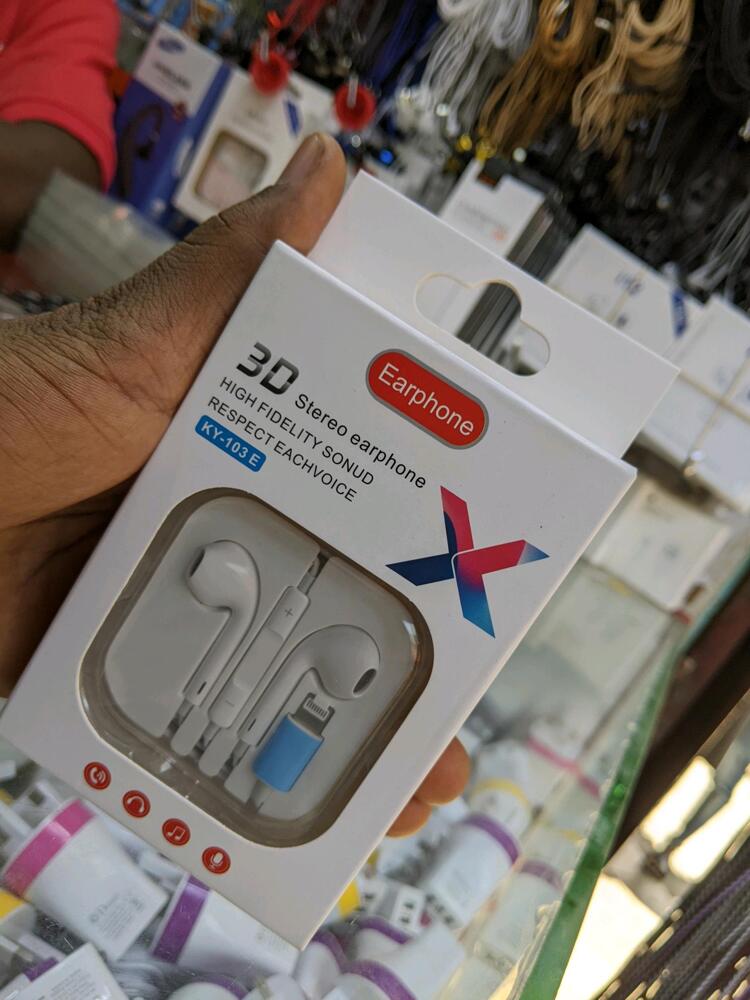 Earphone
3D Stereo earphone
HIGH FIDELITY SONUD
RESPECT EACHVOICE
KY-103 E
X
+